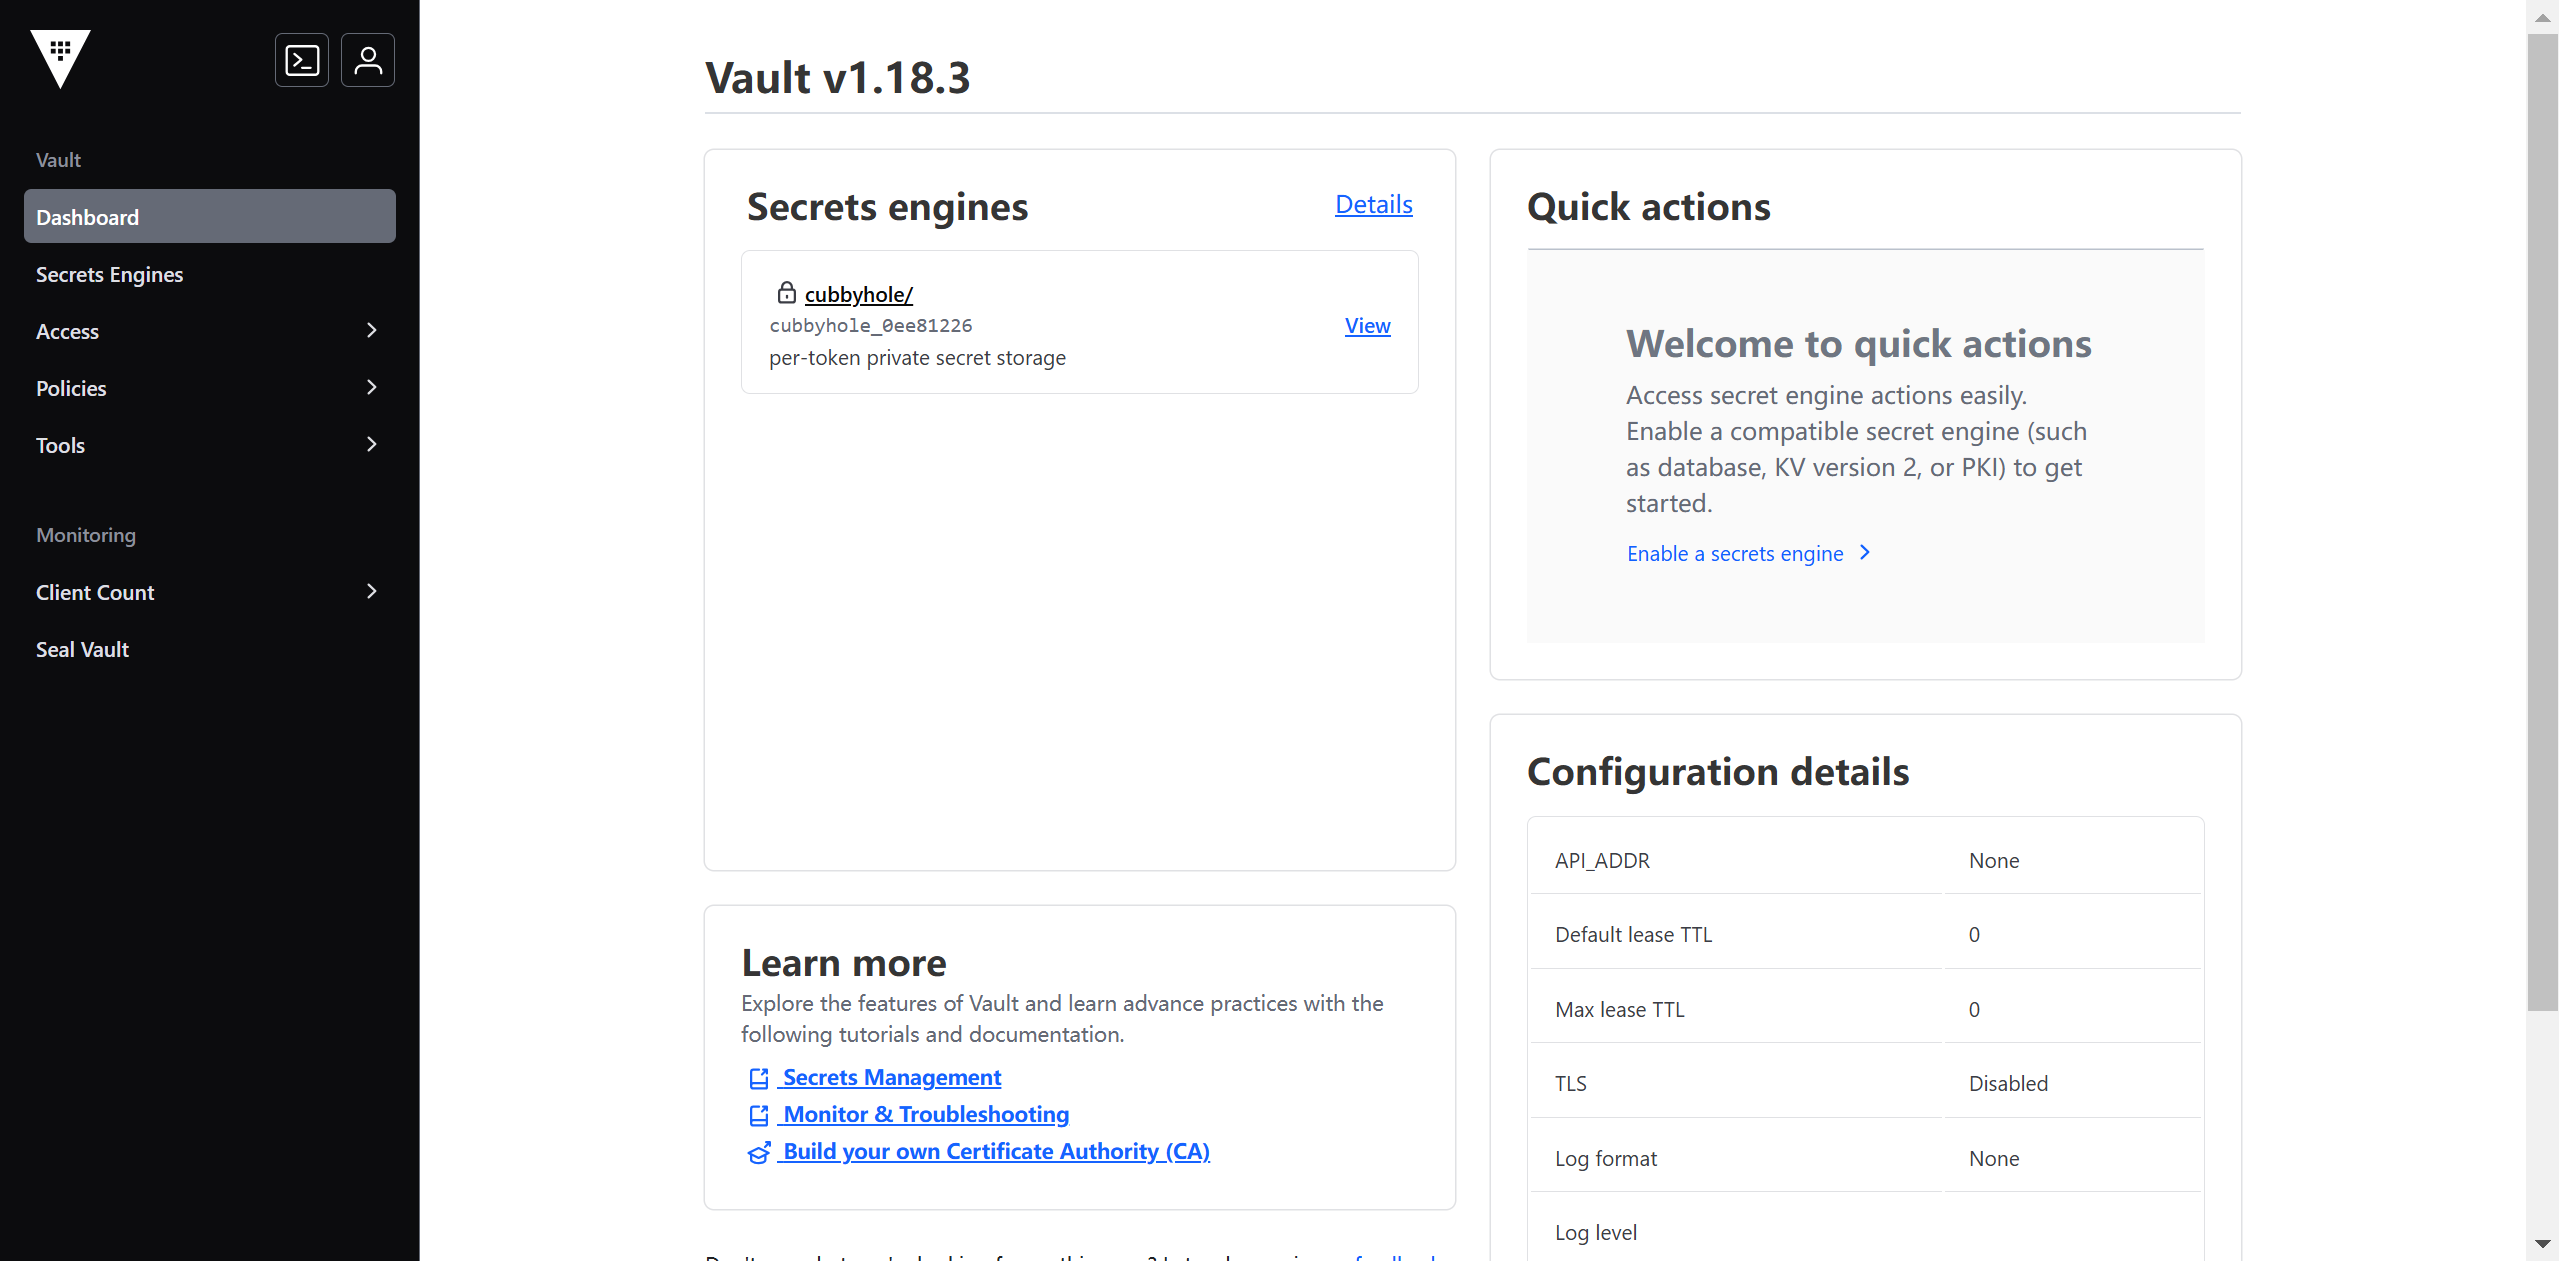 Vault
Dashboard
Secrets Engines
Access
Policies
Tools
Monitoring
Client Count
Seal Vault
Vault v1.18.3
Secrets engines
Details
cubbyhole/
cubbyhole_0ee81226
View
per-token private secret storage
Learn more
Explore the features of Vault and learn advance practices with the
following tutorials and documentation.
Secrets Management
Monitor & Troubleshooting
Build your own Certificate Authority (CA)
Quick actions
Welcome to quick actions
Access secret engine actions easily.
Enable a compatible secret engine (such
as database, KV version 2, or PKI) to get
started.
Enable a secrets engine
Configuration details
API_ADDR None
Default lease TTL 0
Max lease TTL 0
TLS Disabled
Log format None
Log level